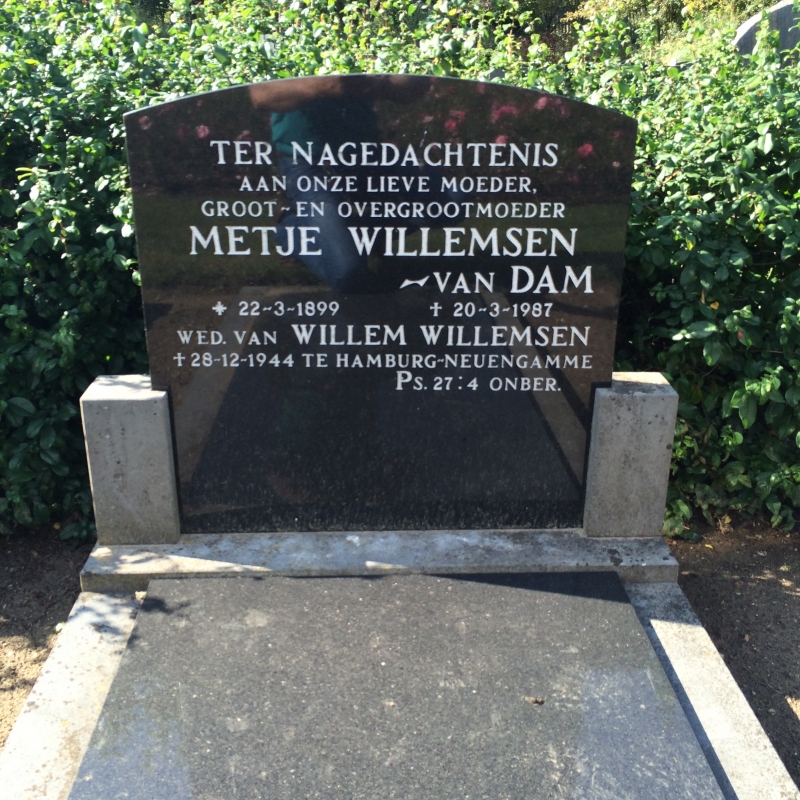 TER NAGEDACHTENIS
AAN ONZE LIEVE MOEDER,
GROOT-EN OVERGROOTMOEDER
METJE WILLEMSEN
~VAN DAM
* 22-3-1899 † 20-3-1987
WED. VAN WILLEM WILLEMSEN
† 28-12-1944 TE HAMBURG-NEUENGAMME
PS. 27:4 ONBER.